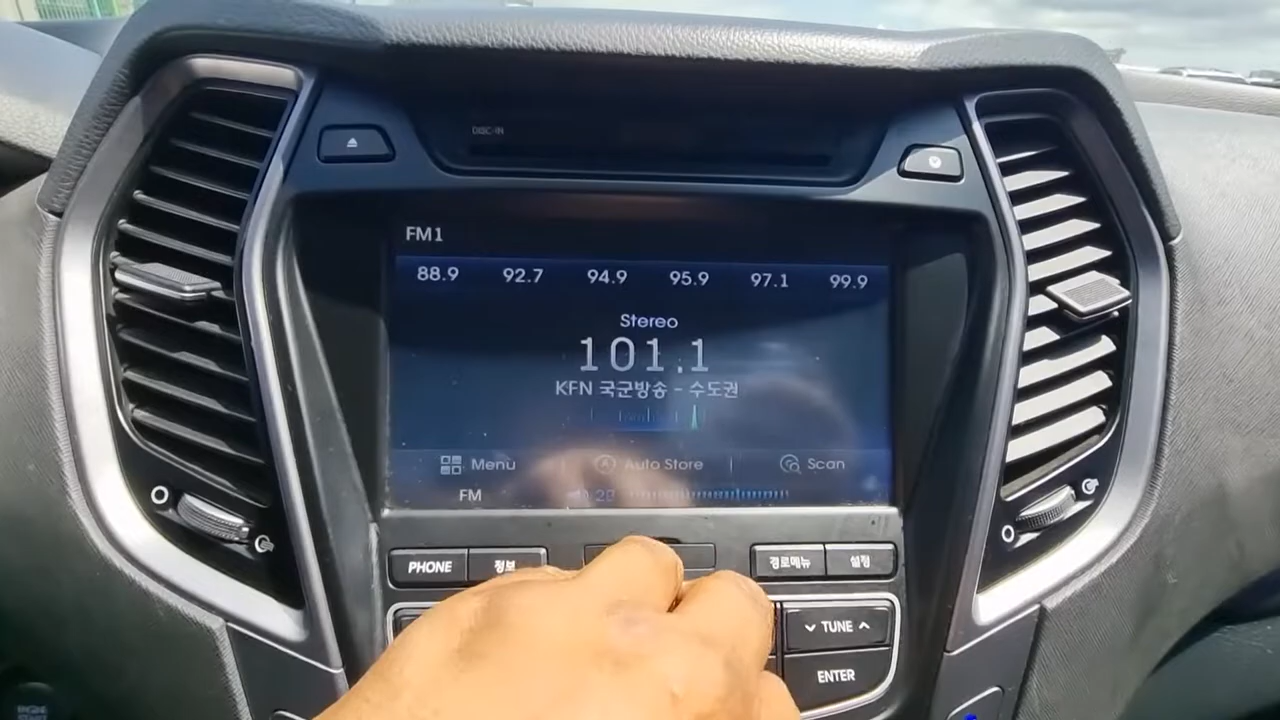 DISC-IN
FM1
88.9 92.7 94.9 95.9 97.1 99.9
Stereo
101.1
KFN 국군방송 - 수도권
Menu Auto Store Scan
FM
PHONE 정보 경로메뉴 설정
TUNE
ENTER